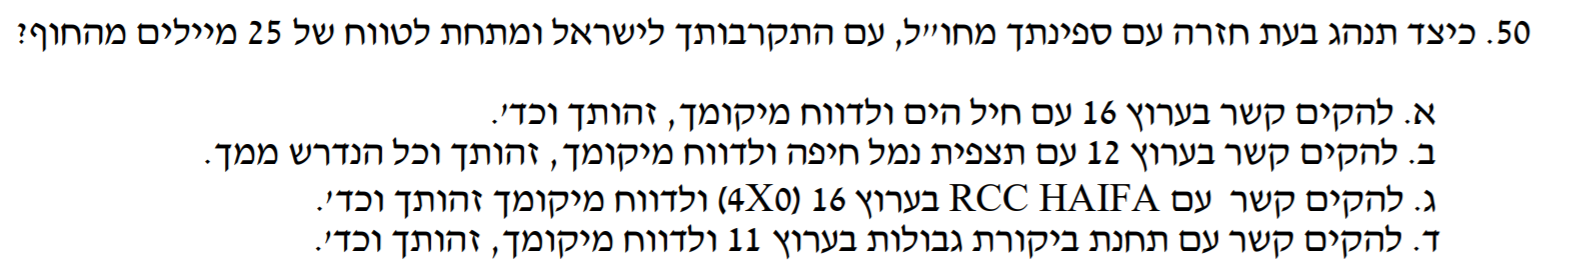 50. כיצד תנהג בעת חזרה עם ספינתך מחו״ל, עם התקרבותך לישראל ומתחת לטווח של 25 מיילים מהחוף?
א. להקים קשר בערוץ 16 עם חיל הים ולדווח מיקומך, זהותך וכד׳.
ב. להקים קשר בערוץ 12 עם תצפית נמל חיפה ולדווח מיקומך, זהותך וכל הנדרש ממך.
ג. להקים קשר עם RCC HAIFA בערוץ 16 (4X0) ולדווח מיקומך זהותך וכד׳.
ד. להקים קשר עם תחנת ביקורת גבולות בערוץ 11 ולדווח מיקומך, זהותך וכד׳.